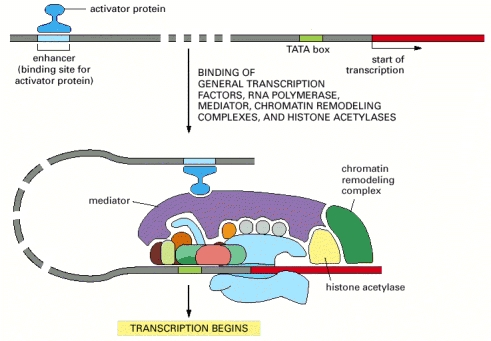 activator protein
enhancer
(binding site for
activator protein)
TATA box
start of
transcription
BINDING OF
GENERAL TRANSCRIPTION
FACTORS, RNA POLYMERASE,
MEDIATOR, CHROMATIN REMODELING
COMPLEXES, AND HISTONE ACETYLASES
mediator
chromatin
remodeling
complex
histone acetylase
TRANSCRIPTION BEGINS